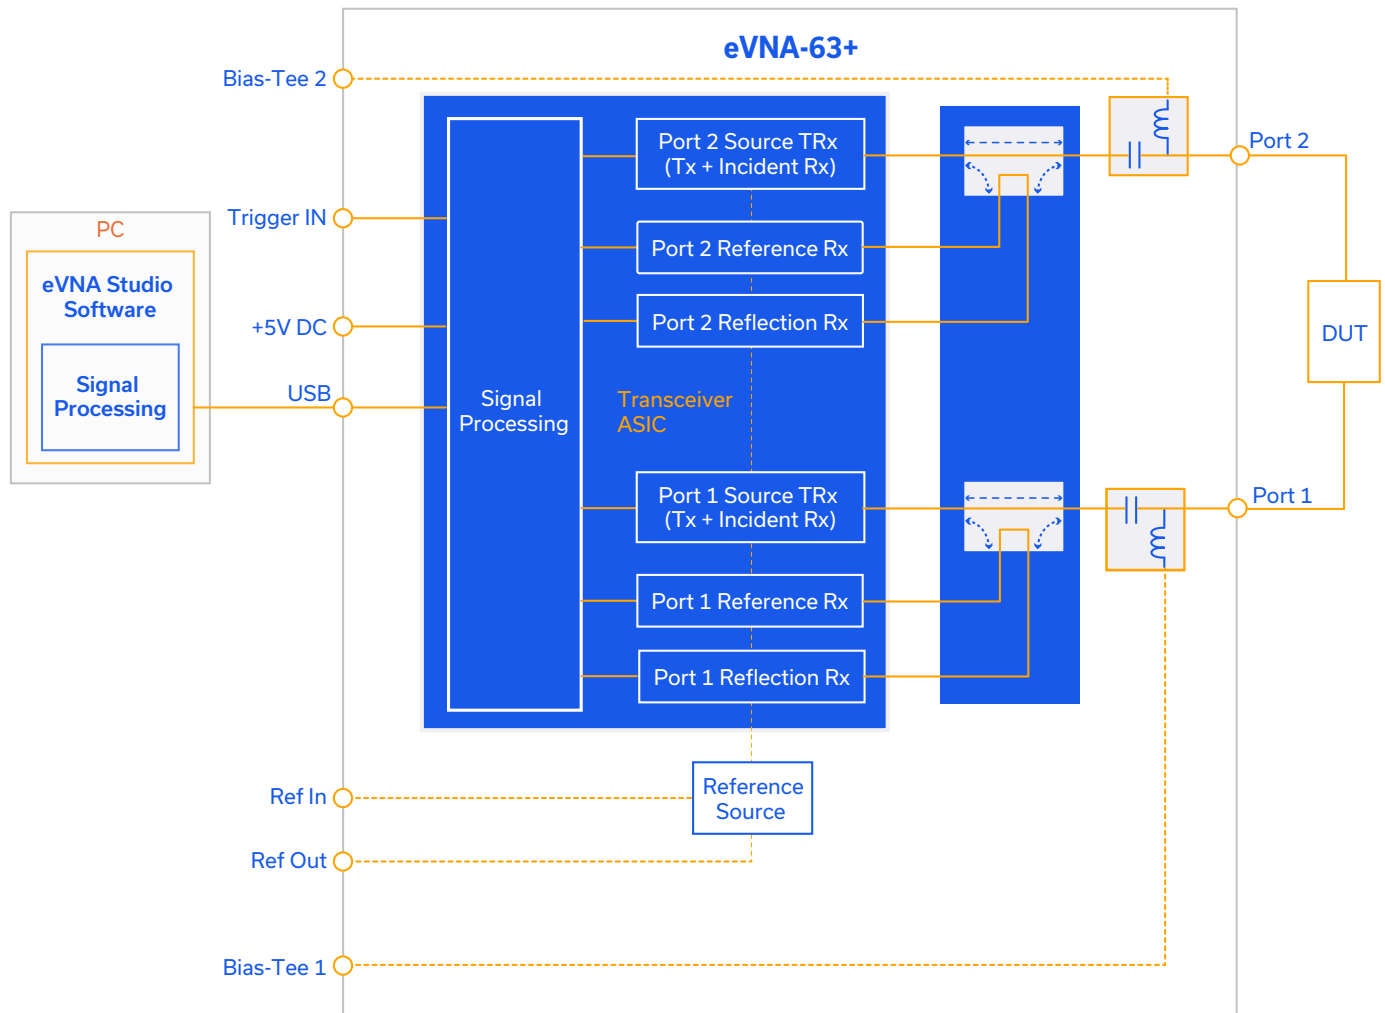 eVNA-63+
Bias-Tee 2
Port 2 Source TRx
(Tx + Incident Rx)
Port 2
Trigger IN
PC
Port 2 Reference Rx
eVNA Studio
Software
+5V DC
Port 2 Reflection Rx
DUT
USB
Signal
Processing
Signal
Processing
Transceiver
ASIC
Port 1 Source TRx
(Tx + Incident Rx)
Port 1
Port 1 Reference Rx
Port 1 Reflection Rx
Ref In
Reference
Source
Ref Out
Bias-Tee 1